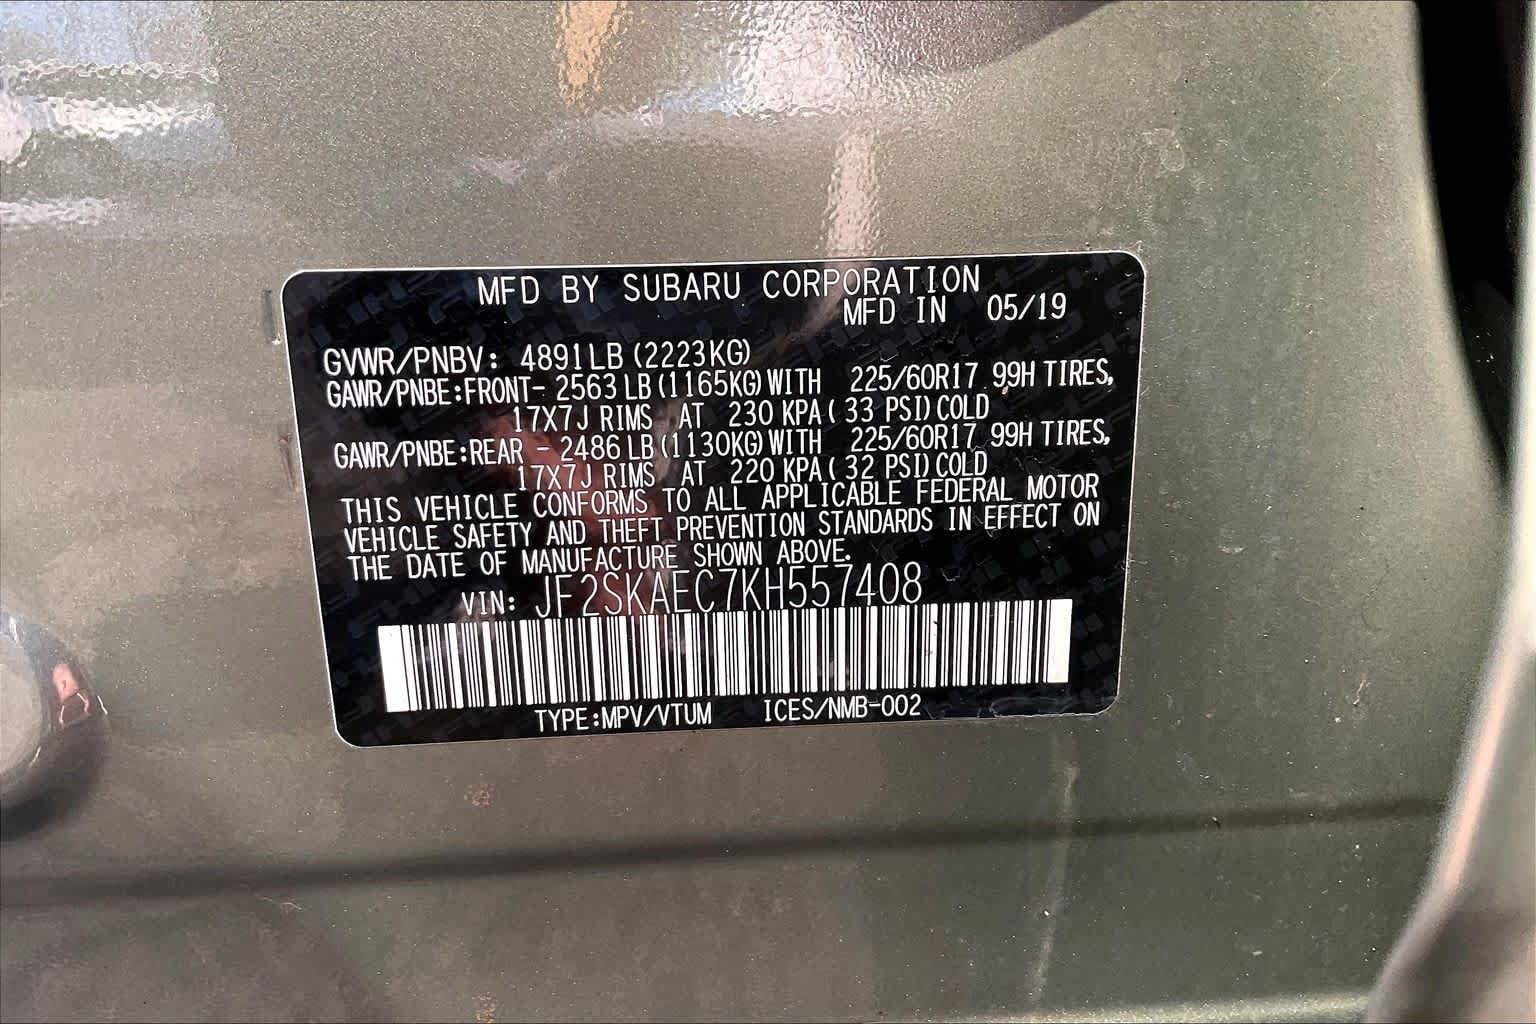 MFD BY SUBARU CORPORATION
MFD IN 05/19
GVWR/PNBV: 4891LB (2223KG)
GAWR/PNBE:FRONT- 2563 LB (1165KG) WITH 225/60R17 99H TIRES,
17X7J RIMS AT 230 KPA ( 33 PSI) COLD
GAWR/PNBE:REAR - 2486 LB (1130KG) WITH 225/60R17 99H TIRES,
17X7J RIMS AT 220 KPA ( 32 PSI) COLD
THIS VEHICLE CONFORMS TO ALL APPLICABLE FEDERAL MOTOR
VEHICLE SAFETY AND THEFT PREVENTION STANDARDS IN EFFECT ON
THE DATE OF MANUFACTURE SHOWN ABOVE.
VIN: JF2SKAEC7KH557408
TYPE:MPV/VTUM ICES/NMB-002